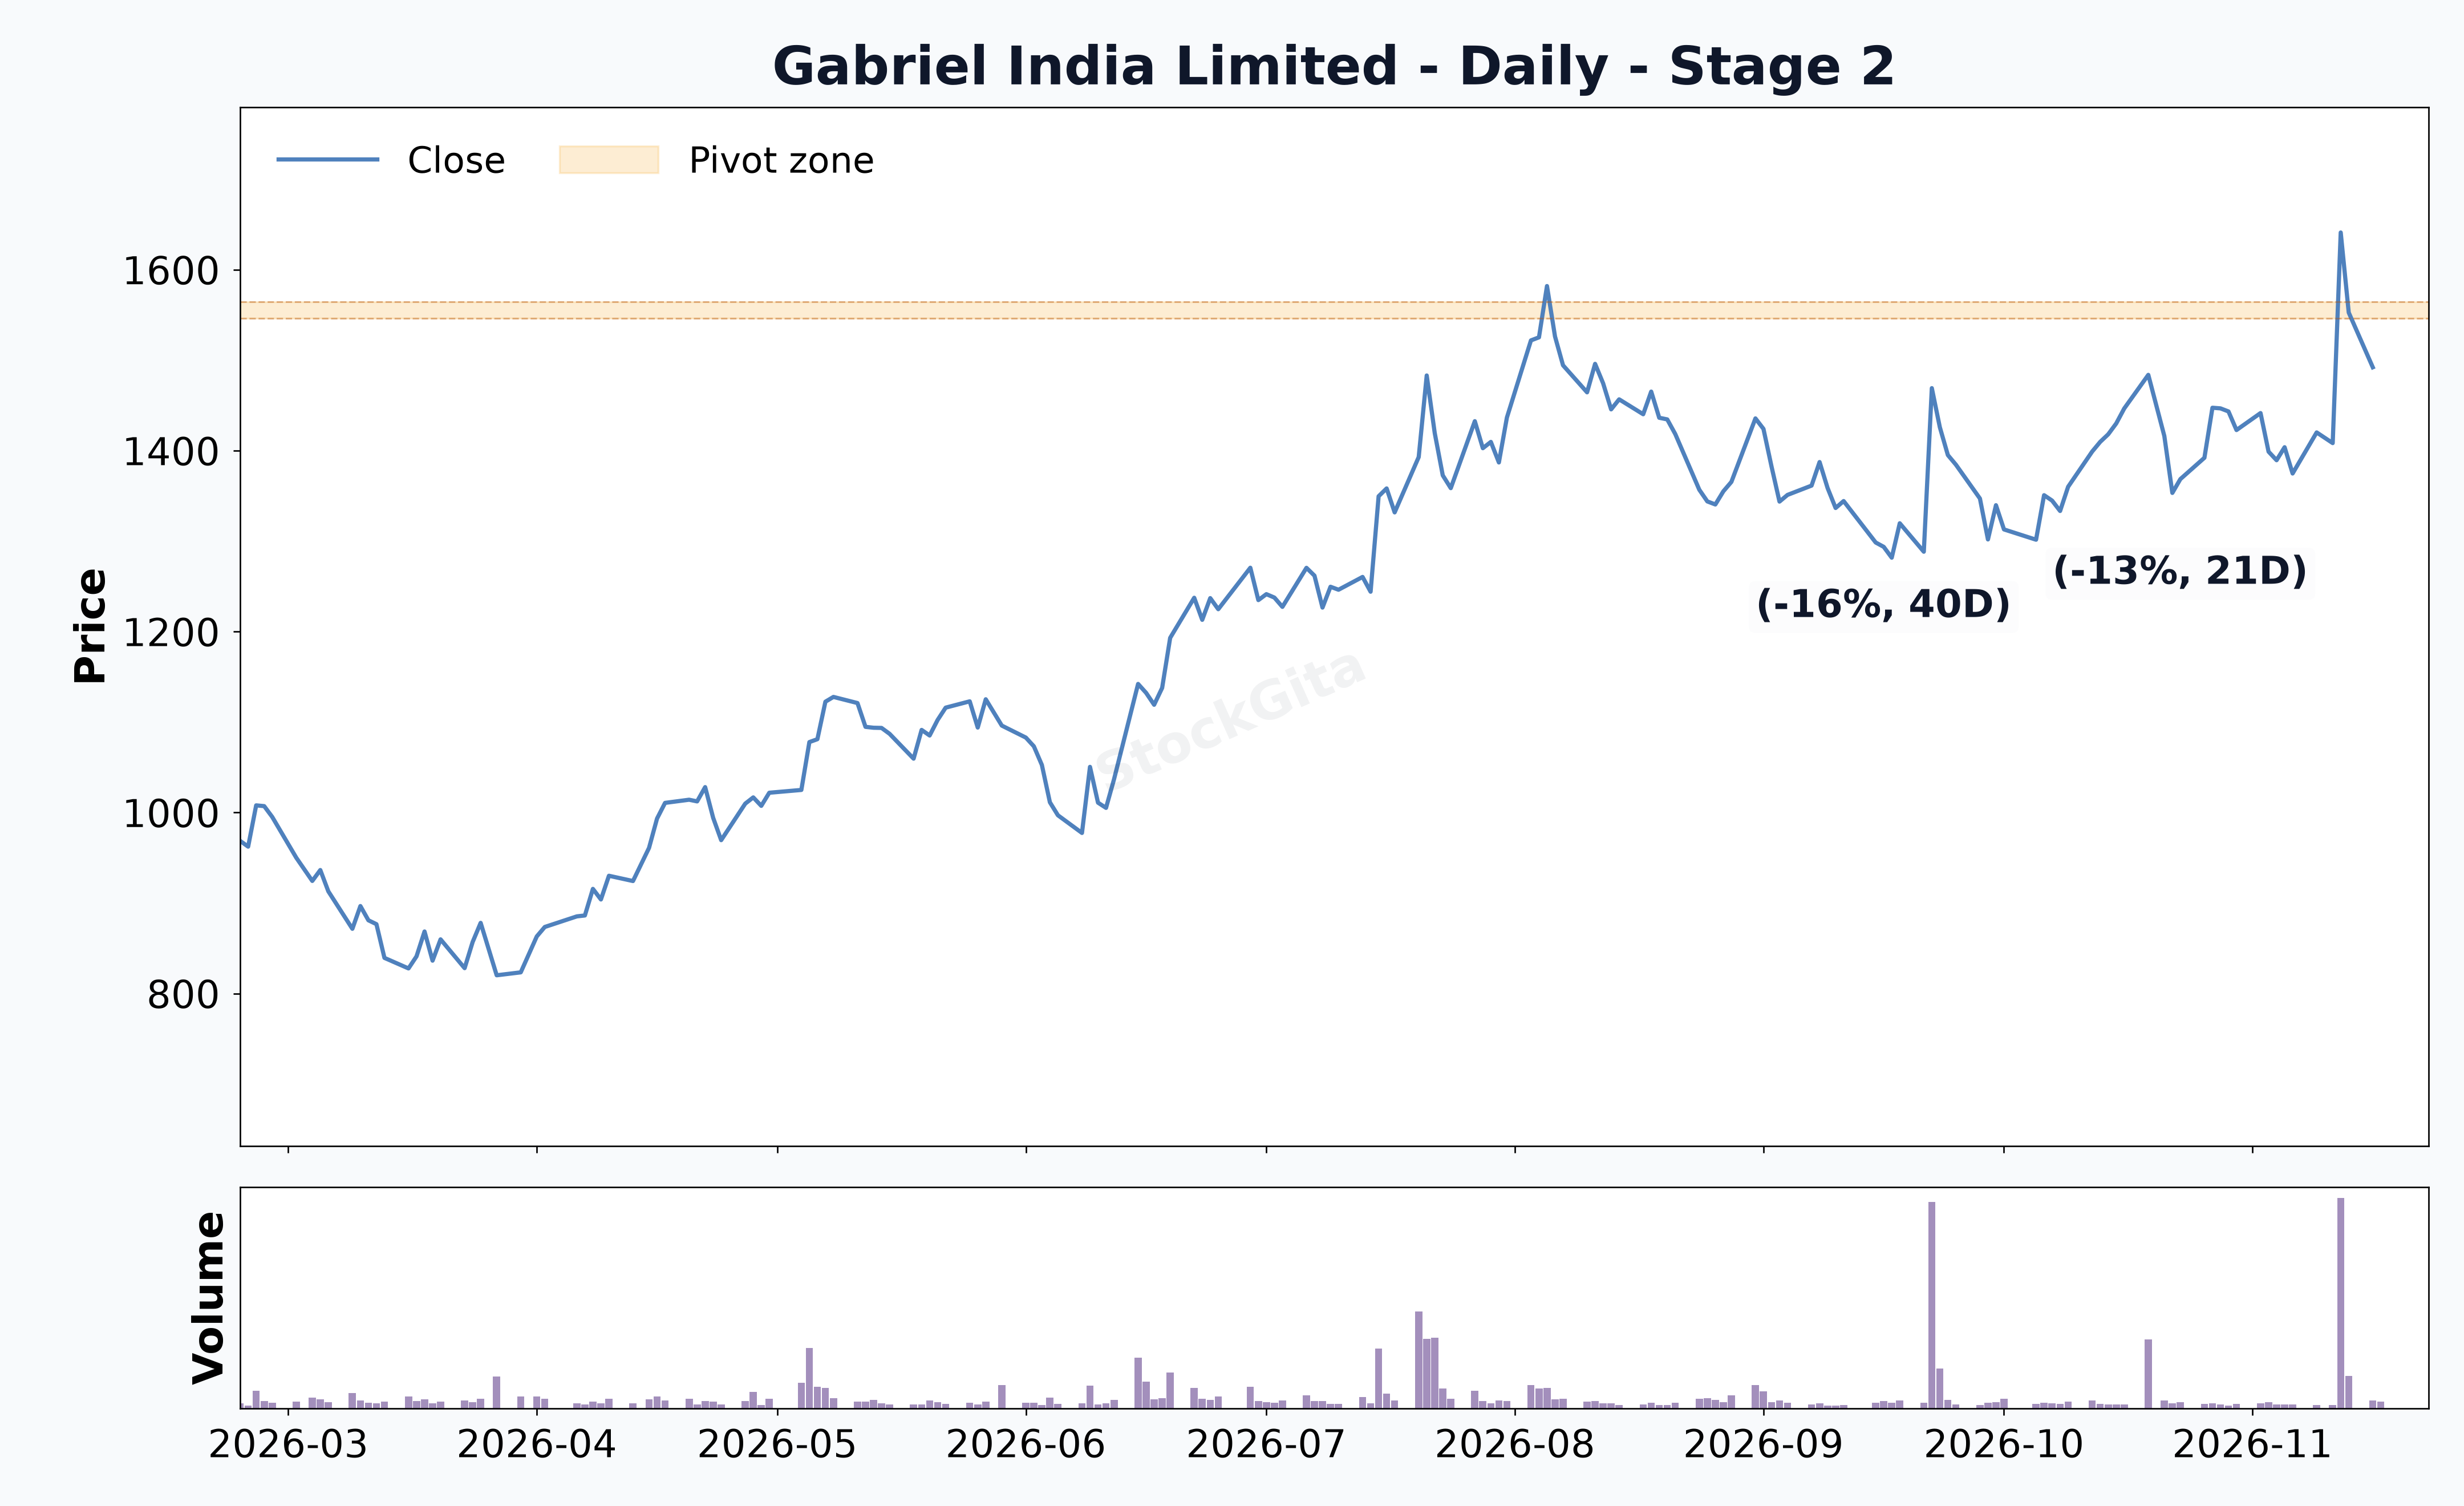 Gabriel India Limited - Daily - Stage 2
Close
Pivot zone
1600
1400
1200
1000
800
Price
(-16%, 40D)
(-13%, 21D)
StockGita
Volume
2026-03
2026-04
2026-05
2026-06
2026-07
2026-08
2026-09
2026-10
2026-11